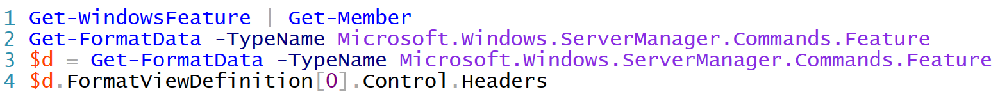 1 Get-WindowsFeature | Get-Member
2 Get-FormatData -TypeName Microsoft.Windows.ServerManager.Commands.Feature
3 $d = Get-FormatData -TypeName Microsoft.Windows.ServerManager.Commands.Feature
4 $d.FormatViewDefinition[0].Control.Headers